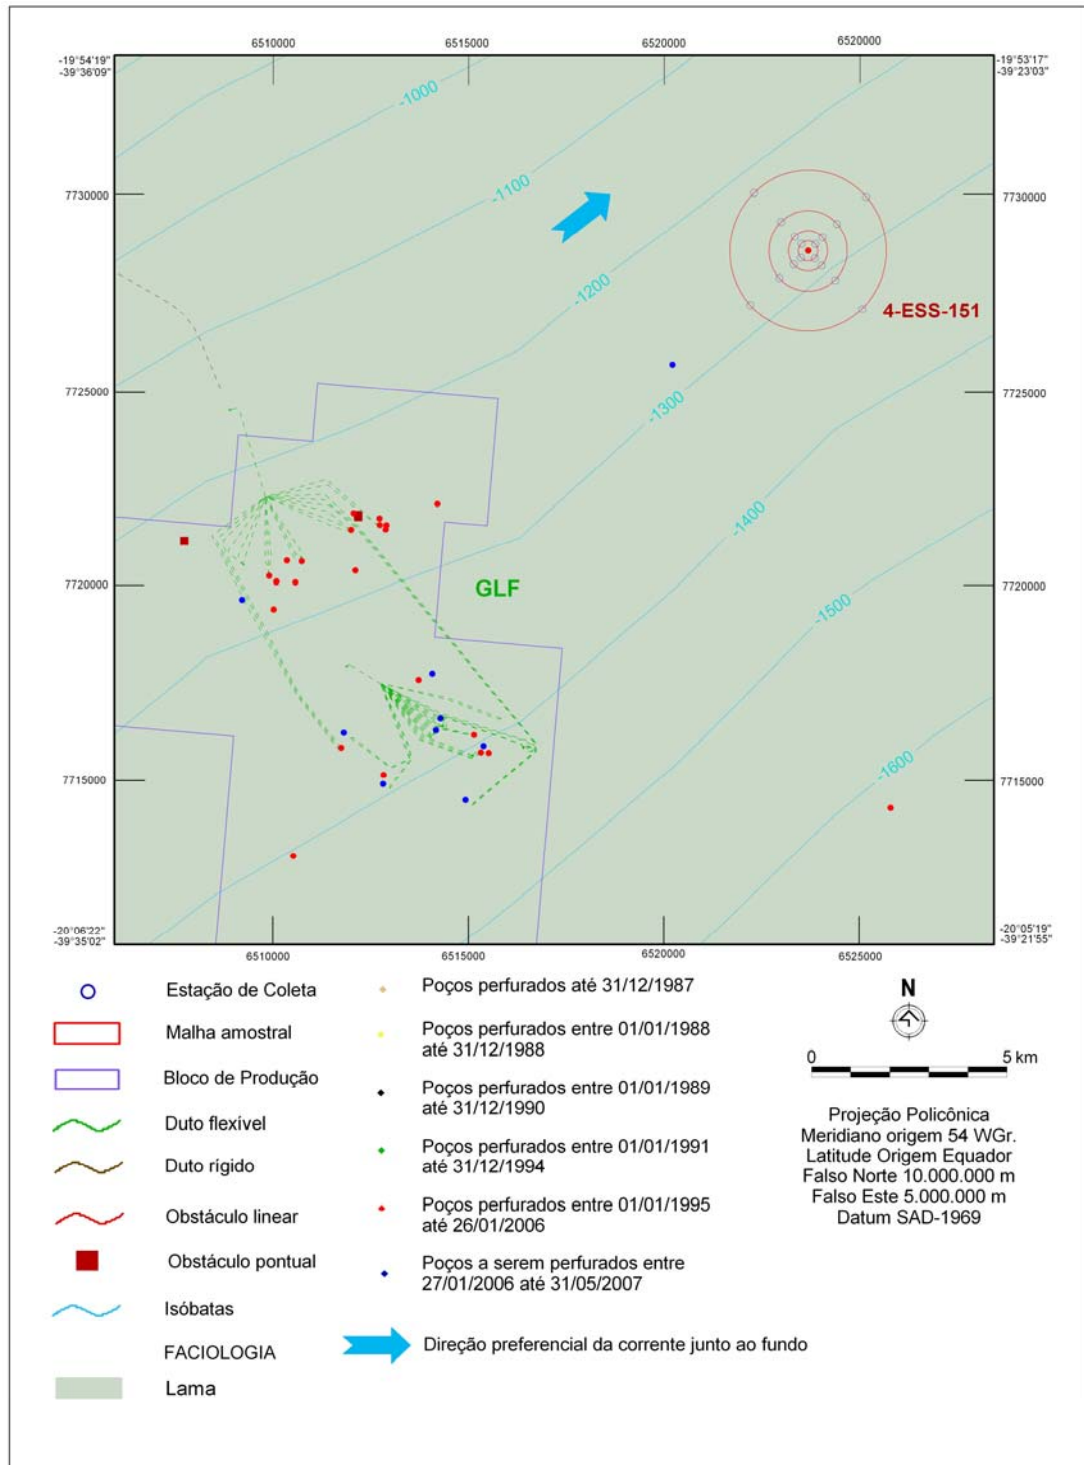 6510000
6515000
6520000
6520000
-19°54'19"
-39°36'09"
-19°53'17"
-39°23'03"
-1000
-1100
7730000
7730000
-1200
4-ESS-151
7725000
7725000
-1300
-1400
7720000
7720000
GLF
-1500
-1600
7715000
7715000
-20°06'22"
-39°35'02"
-20°05'19"
-39°21'55"
6510000
6515000
6520000
6525000
Estação de Coleta
Malha amostral
Bloco de Produção
Duto flexível
Duto rígido
Obstáculo linear
Obstáculo pontual
Isóbatas
FACIOLOGIA
Lama
Poços perfurados até 31/12/1987
Poços perfurados entre 01/01/1988
até 31/12/1988
Poços perfurados entre 01/01/1989
até 31/12/1990
Poços perfurados entre 01/01/1991
até 31/12/1994
Poços perfurados entre 01/01/1995
até 26/01/2006
Poços a serem perfurados entre
27/01/2006 até 31/05/2007
Direção preferencial da corrente junto ao fundo
N
0 5 km
Projeção Policônica
Meridiano origem 54 WGr.
Latitude Origem Equador
Falso Norte 10.000.000 m
Falso Este 5.000.000 m
Datum SAD-1969